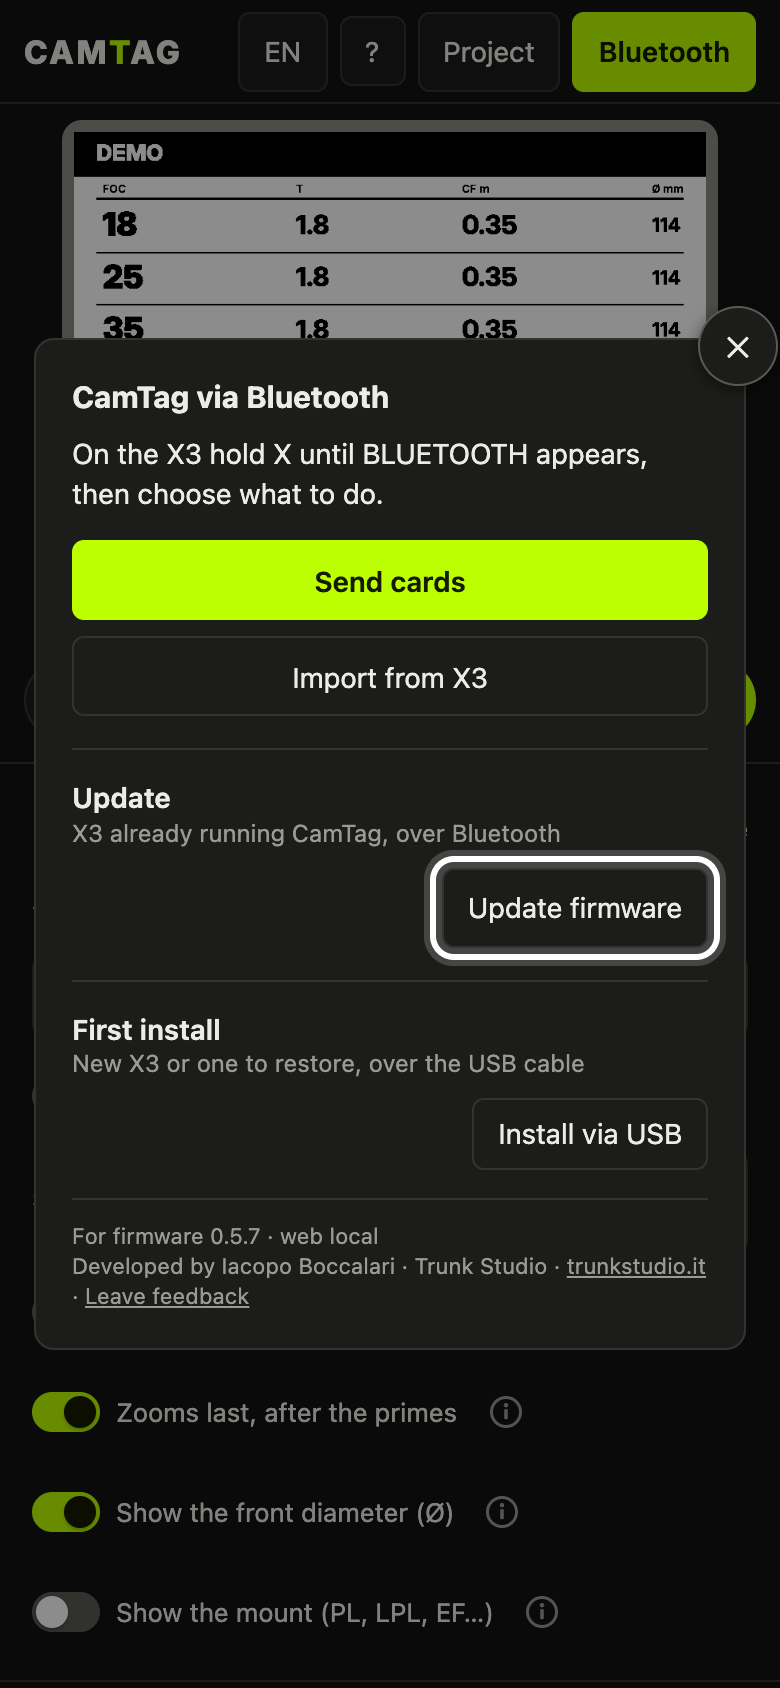 CAMTAG
EN
?
Project
Bluetooth
DEMO
FOC T CF m Ø mm
18 1.8 0.35 114
25 1.8 0.35 114
35 1.8 0.35 114
CamTag via Bluetooth
On the X3 hold X until BLUETOOTH appears,
then choose what to do.
Send cards
Import from X3
Update
X3 already running CamTag, over Bluetooth
Update firmware
First install
New X3 or one to restore, over the USB cable
Install via USB
For firmware 0.5.7 · web local
Developed by Iacopo Boccalari · Trunk Studio · trunkstudio.it
· Leave feedback
Zooms last, after the primes
Show the front diameter (Ø)
Show the mount (PL, LPL, EF...)